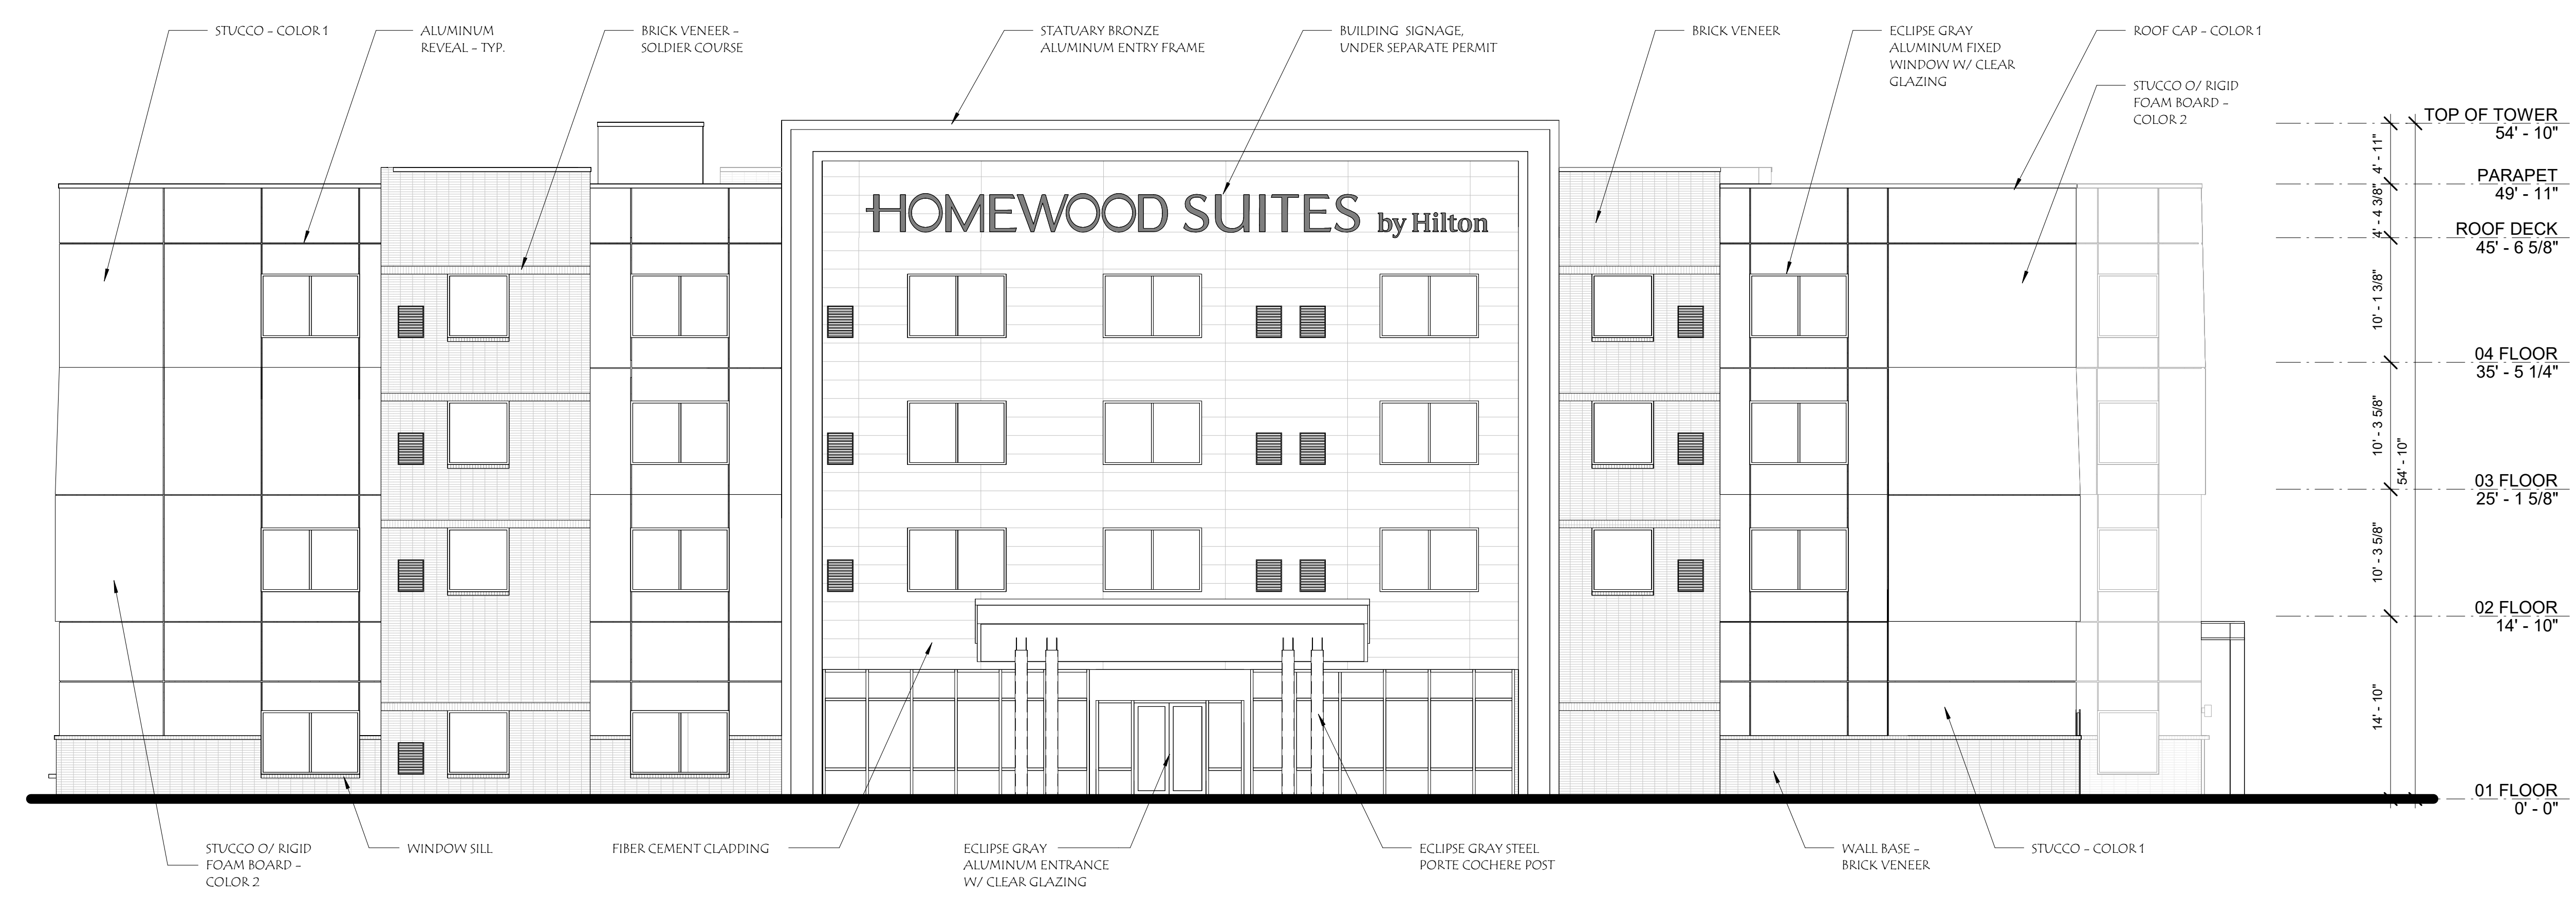 STUCCO - COLOR 1
ALUMINUM
REVEAL - TYP.
BRICK VENEER -
SOLDIER COURSE
STATUARY BRONZE
ALUMINUM ENTRY FRAME
BUILDING SIGNAGE,
UNDER SEPARATE PERMIT
BRICK VENEER
ECLIPSE GRAY
ALUMINUM FIXED
WINDOW W/ CLEAR
GLAZING
ROOF CAP - COLOR 1
STUCCO O/ RIGID
FOAM BOARD -
COLOR 2
HOMEWOOD SUITES by Hilton
TOP OF TOWER
54' - 10"
PARAPET
49' - 11"
ROOF DECK
45' - 6 5/8"
04 FLOOR
35' - 5 1/4"
03 FLOOR
25' - 1 5/8"
02 FLOOR
14' - 10"
01 FLOOR
0' - 0"
4' - 11"
4' - 4 3/8"
10' - 1 3/8"
10' - 3 5/8"
10' - 3 5/8"
14' - 10"
54' - 10"
STUCCO O/ RIGID
FOAM BOARD -
COLOR 2
WINDOW SILL
FIBER CEMENT CLADDING
ECLIPSE GRAY
ALUMINUM ENTRANCE
W/ CLEAR GLAZING
ECLIPSE GRAY STEEL
PORTE COCHERE POST
WALL BASE -
BRICK VENEER
STUCCO - COLOR 1